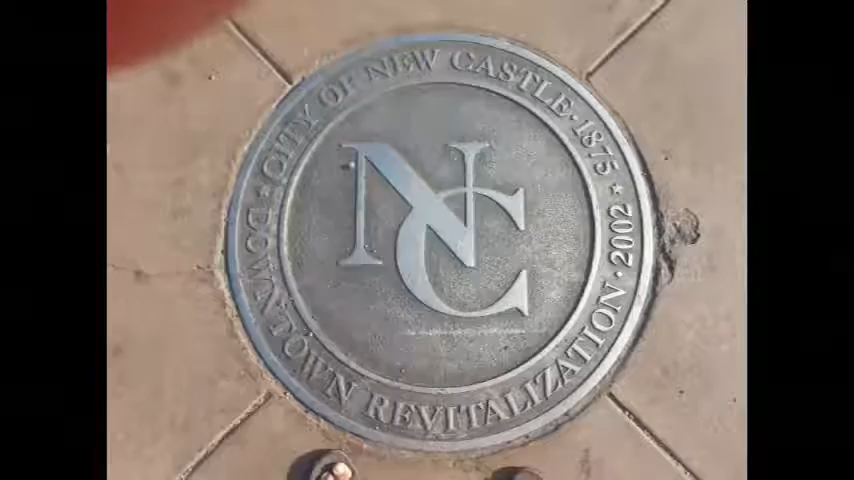 CITY OF NEW CASTLE · 1875
NC
DOWNTOWN REVITALIZATION · 2002